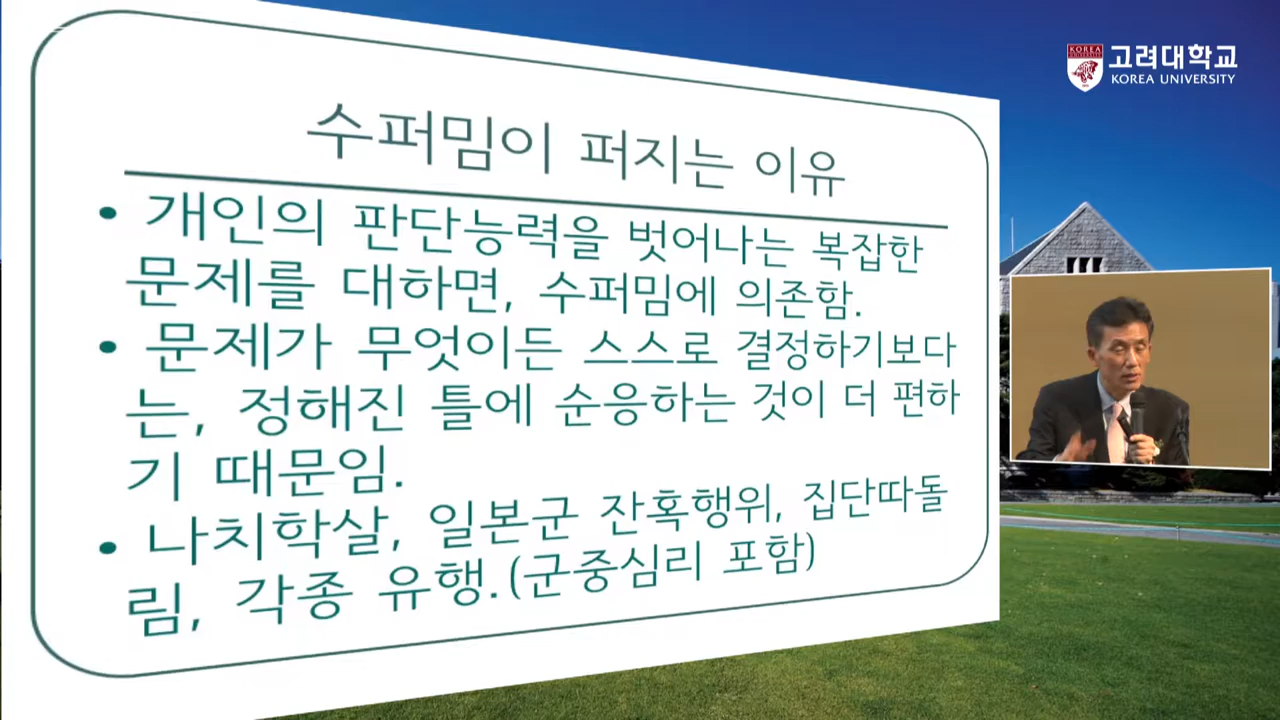 고려대학교
KOREA UNIVERSITY
KOREA
수퍼밈이 퍼지는 이유
• 개인의 판단능력을 벗어나는 복잡한
문제를 대하면, 수퍼밈에 의존함.
• 문제가 무엇이든 스스로 결정하기보다
는, 정해진 틀에 순응하는 것이 더 편하
기 때문임.
• 나치학살, 일본군 잔혹행위, 집단따돌
림, 각종 유행.(군중심리 포함)